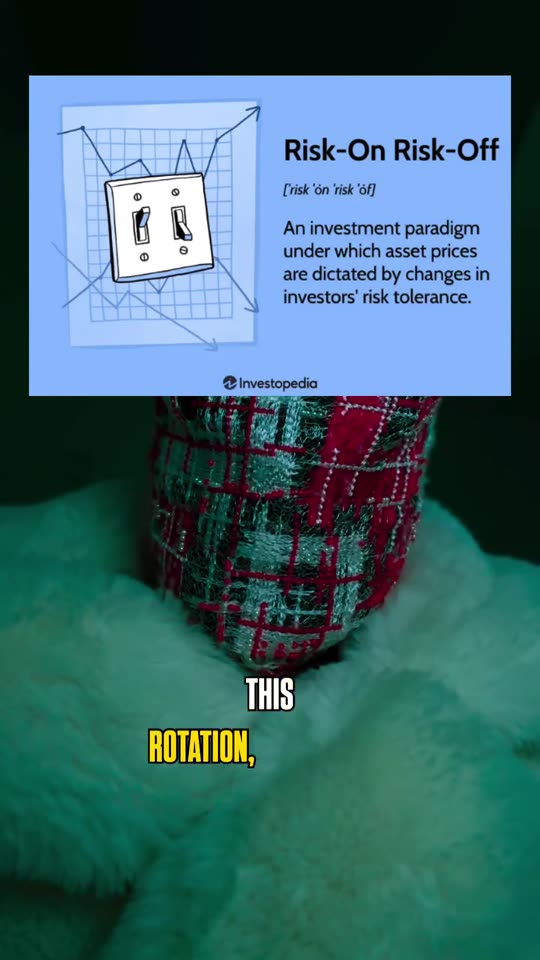 Risk-On Risk-Off
['risk 'ȯn 'risk 'ȯf]
An investment paradigm
under which asset prices
are dictated by changes in
investors' risk tolerance.
Investopedia
THIS
ROTATION,